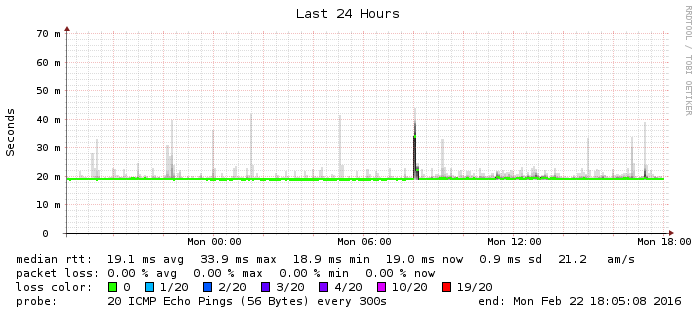 Last 24 Hours
RRDTOOL / TOBI OETIKER
Seconds
70 m
60 m
50 m
40 m
30 m
20 m
10 m
0
Mon 00:00 Mon 06:00 Mon 12:00 Mon 18:00
median rtt: 19.1 ms avg 33.9 ms max 18.9 ms min 19.0 ms now 0.9 ms sd 21.2 am/s
packet loss: 0.00 % avg 0.00 % max 0.00 % min 0.00 % now
loss color: 0 1/20 2/20 3/20 4/20 10/20 19/20
probe: 20 ICMP Echo Pings (56 Bytes) every 300s end: Mon Feb 22 18:05:08 2016